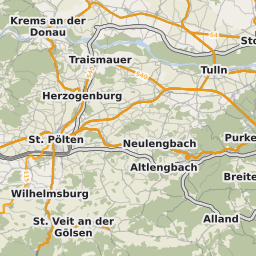 Krems an der
Donau
Sto
Traismauer
Tulln
Herzogenburg
St. Pölten
Neulengbach
Purke
Altlengbach
Breite
Wilhelmsburg
Alland
St. Veit an der
Gölsen